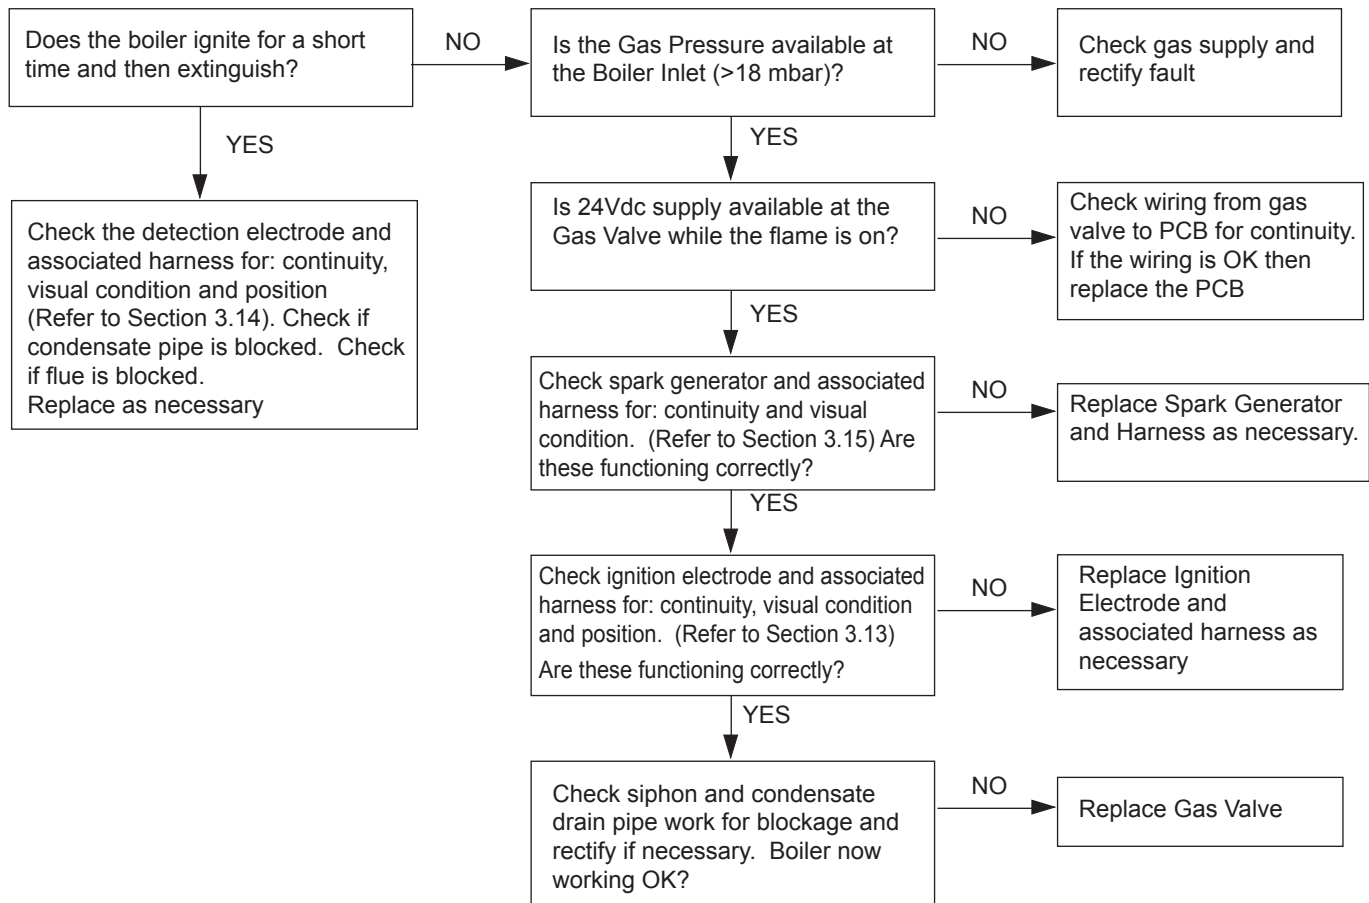 Does the boiler ignite for a short
time and then extinguish?
NO
Is the Gas Pressure available at
the Boiler Inlet (>18 mbar)?
NO
Check gas supply and
rectify fault
YES
Check the detection electrode and
associated harness for: continuity,
visual condition and position
(Refer to Section 3.14). Check if
condensate pipe is blocked. Check
if flue is blocked.
Replace as necessary
YES
Is 24Vdc supply available at the
Gas Valve while the flame is on?
NO
Check wiring from gas
valve to PCB for continuity.
If the wiring is OK then
replace the PCB
YES
Check spark generator and associated
harness for: continuity and visual
condition. (Refer to Section 3.15) Are
these functioning correctly?
NO
Replace Spark Generator
and Harness as necessary.
YES
Check ignition electrode and associated
harness for: continuity, visual condition
and position. (Refer to Section 3.13)
Are these functioning correctly?
NO
Replace Ignition
Electrode and
associated harness as
necessary
YES
Check siphon and condensate
drain pipe work for blockage and
rectify if necessary. Boiler now
working OK?
NO
Replace Gas Valve